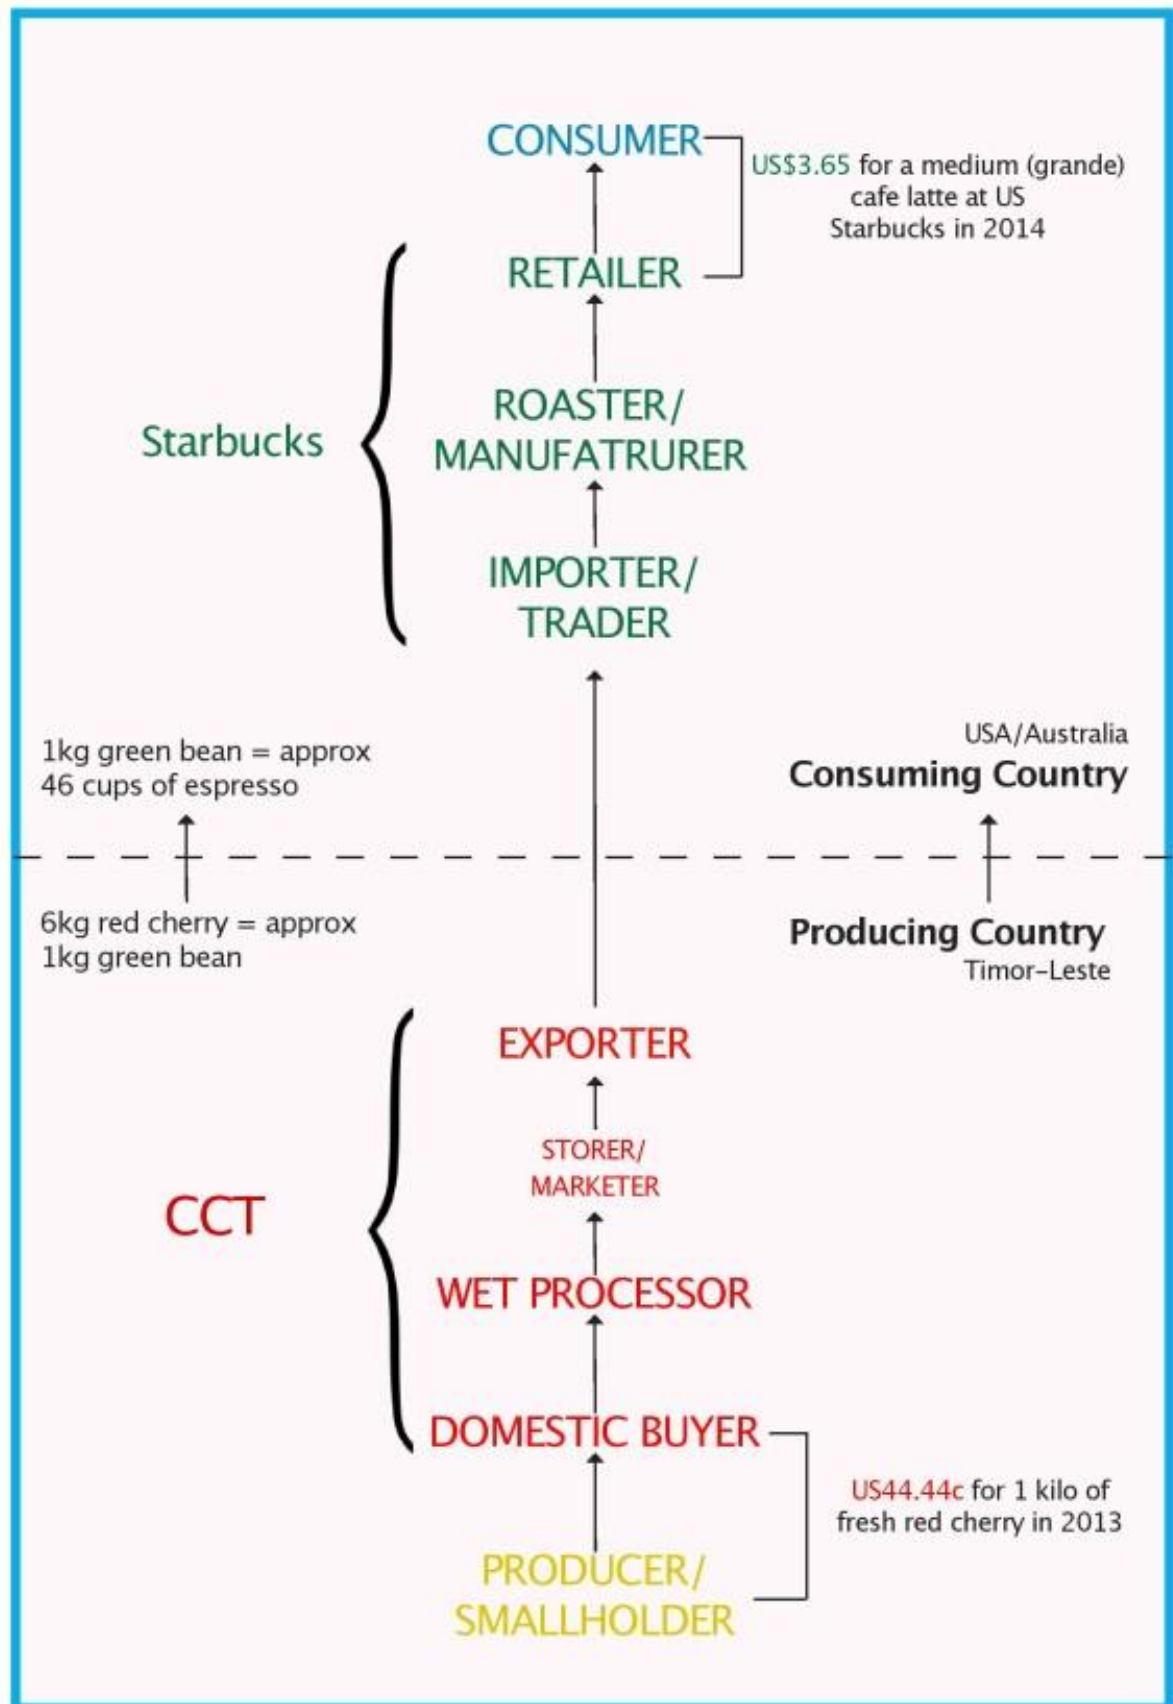 CONSUMER
US$3.65 for a medium (grande)
cafe latte at US
Starbucks in 2014
RETAILER
ROASTER/
MANUFATRURER
Starbucks
IMPORTER/
TRADER
1kg green bean = approx
46 cups of espresso
USA/Australia
Consuming Country
6kg red cherry = approx
1kg green bean
Producing Country
Timor-Leste
EXPORTER
STORER/
MARKETER
CCT
WET PROCESSOR
DOMESTIC BUYER
US44.44c for 1 kilo of
fresh red cherry in 2013
PRODUCER/
SMALLHOLDER